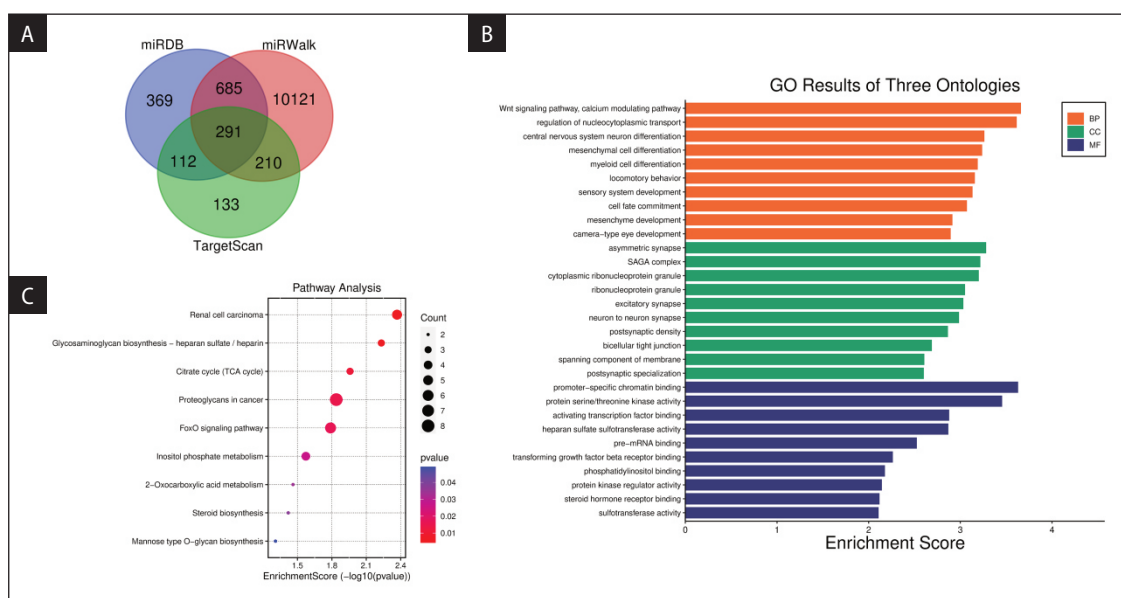 A
miRDB
miRWalk
369
685
10121
291
112
210
133
TargetScan
B
GO Results of Three Ontologies
Wnt signaling pathway, calcium modulating pathway
regulation of nucleocytoplasmic transport
central nervous system neuron differentiation
mesenchymal cell differentiation
myeloid cell differentiation
locomotory behavior
sensory system development
cell fate commitment
mesenchyme development
camera-type eye development
asymmetric synapse
SAGA complex
cytoplasmic ribonucleoprotein granule
ribonucleoprotein granule
excitatory synapse
neuron to neuron synapse
postsynaptic density
bicellular tight junction
spanning component of membrane
postsynaptic specialization
promoter-specific chromatin binding
protein serine/threonine kinase activity
activating transcription factor binding
heparan sulfate sulfotransferase activity
pre-mRNA binding
transforming growth factor beta receptor binding
phosphatidylinositol binding
protein kinase regulator activity
steroid hormone receptor binding
sulfotransferase activity
0 1 2 3 4
Enrichment Score
BP
CC
MF
C
Pathway Analysis
Renal cell carcinoma
Glycosaminoglycan biosynthesis - heparan sulfate / heparin
Citrate cycle (TCA cycle)
Proteoglycans in cancer
FoxO signaling pathway
Inositol phosphate metabolism
2-Oxocarboxylic acid metabolism
Steroid biosynthesis
Mannose type O-glycan biosynthesis
1.5 1.8 2.1 2.4
EnrichmentScore (-log10(pvalue))
Count
2
3
4
5
6
7
8
pvalue
0.04
0.03
0.02
0.01